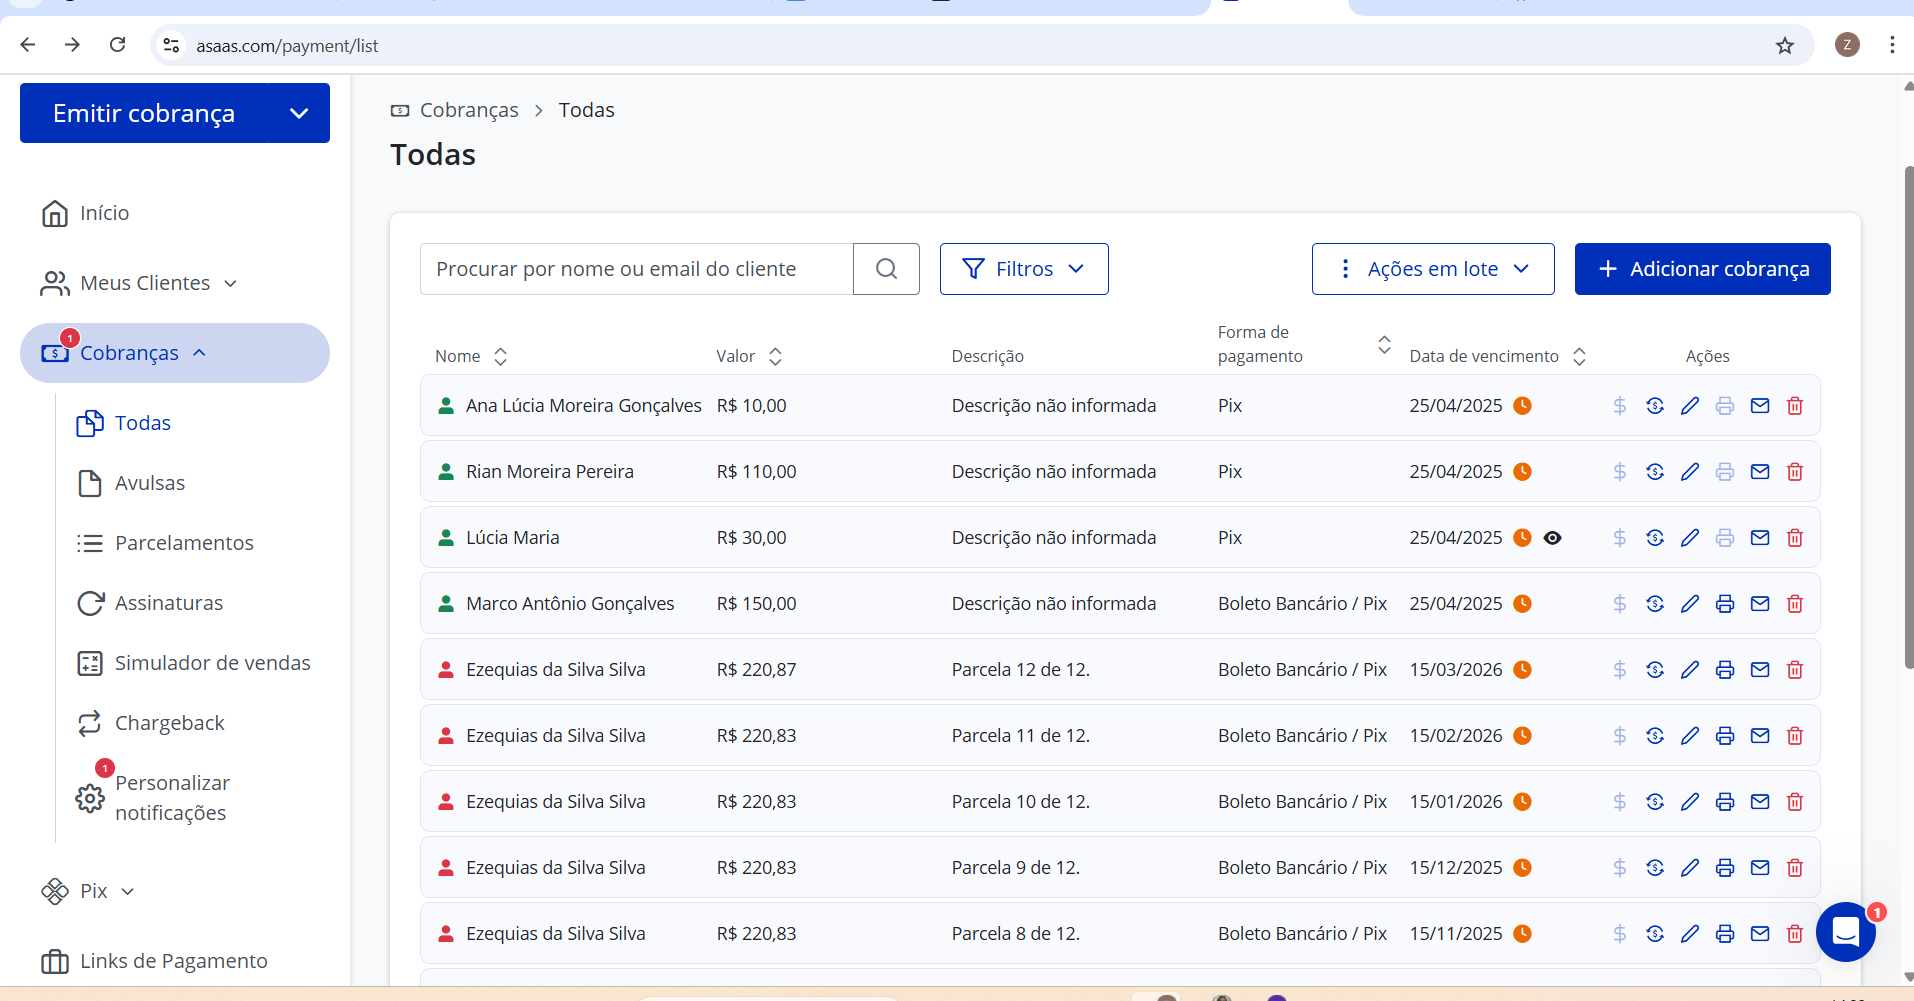 asaas.com/payment/list
Z
Emitir cobrança
Início
Meus Clientes
1
Cobranças
Todas
Avulsas
Parcelamentos
Assinaturas
Simulador de vendas
Chargeback
1
Personalizar
notificações
Pix
Links de Pagamento
Cobranças > Todas
Todas
Procurar por nome ou email do cliente
Filtros
Ações em lote
+ Adicionar cobrança
Nome Valor Descrição Forma de pagamento Data de vencimento Ações
Ana Lúcia Moreira Gonçalves R$ 10,00 Descrição não informada Pix 25/04/2025
Rian Moreira Pereira R$ 110,00 Descrição não informada Pix 25/04/2025
Lúcia Maria R$ 30,00 Descrição não informada Pix 25/04/2025
Marco Antônio Gonçalves R$ 150,00 Descrição não informada Boleto Bancário / Pix 25/04/2025
Ezequias da Silva Silva R$ 220,87 Parcela 12 de 12. Boleto Bancário / Pix 15/03/2026
Ezequias da Silva Silva R$ 220,83 Parcela 11 de 12. Boleto Bancário / Pix 15/02/2026
Ezequias da Silva Silva R$ 220,83 Parcela 10 de 12. Boleto Bancário / Pix 15/01/2026
Ezequias da Silva Silva R$ 220,83 Parcela 9 de 12. Boleto Bancário / Pix 15/12/2025
Ezequias da Silva Silva R$ 220,83 Parcela 8 de 12. Boleto Bancário / Pix 15/11/2025
1